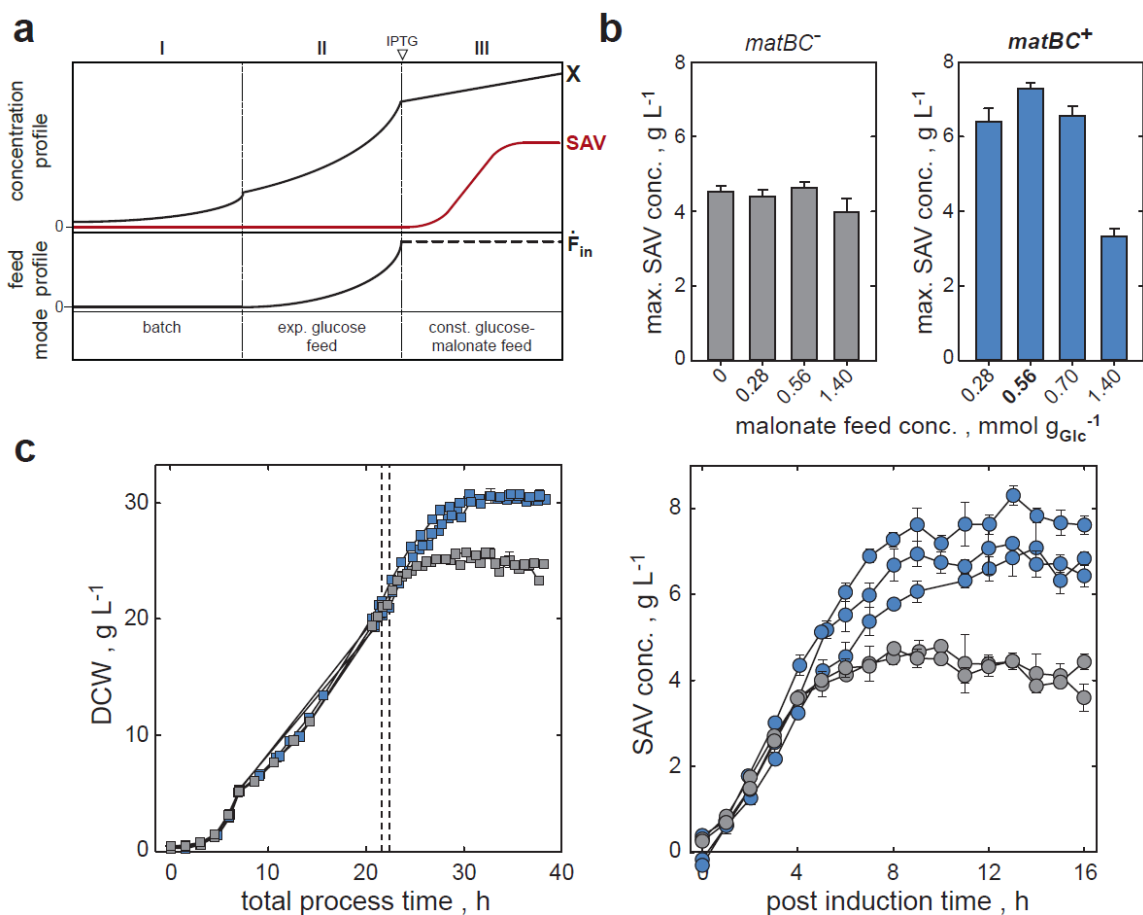 a
I
II
IPTG
III
concentration
profile
0
X
SAV
feed
profile
0
Ḟin
mode
batch
exp. glucose
feed
const. glucose-
malonate feed
b
matBC-
max. SAV conc. , g L-1
8
6
4
2
0
0
0.28
0.56
1.40
matBC+
max. SAV conc. , g L-1
8
6
4
2
0
0.28
0.56
0.70
1.40
malonate feed conc. , mmol gGlc-1
c
DCW , g L-1
30
20
10
0
0
10
20
30
40
total process time , h
SAV conc. , g L-1
8
6
4
2
0
0
4
8
12
16
post induction time , h